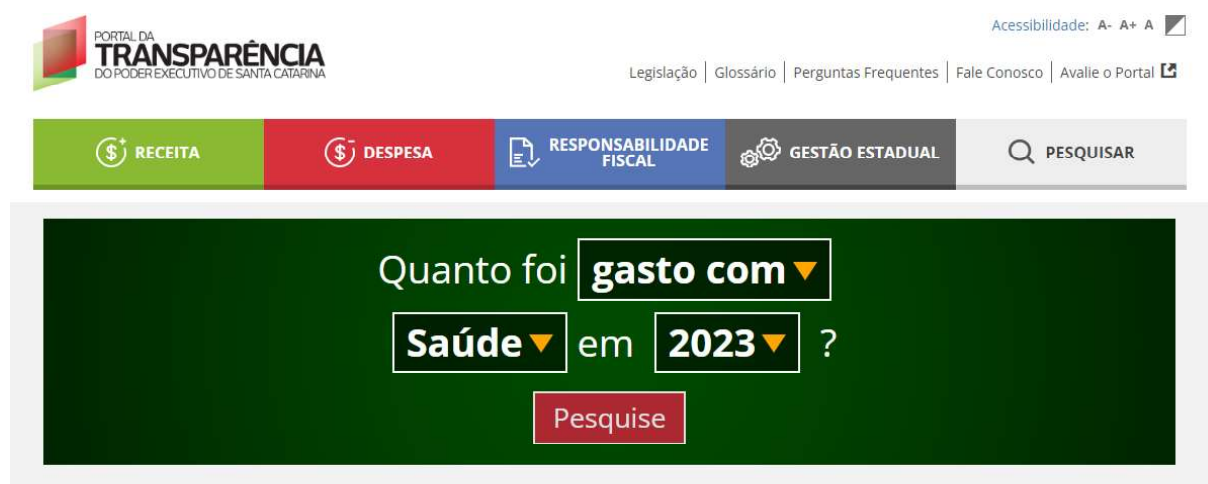 PORTAL DA
TRANSPARÊNCIA
DO PODER EXECUTIVO DE SANTA CATARINA
Acessibilidade: A- A+ A
Legislação | Glossário | Perguntas Frequentes | Fale Conosco | Avalie o Portal
RECEITA
DESPESA
RESPONSABILIDADE
FISCAL
GESTÃO ESTADUAL
PESQUISAR
Quanto foi gasto com
Saúde em 2023 ?
Pesquise